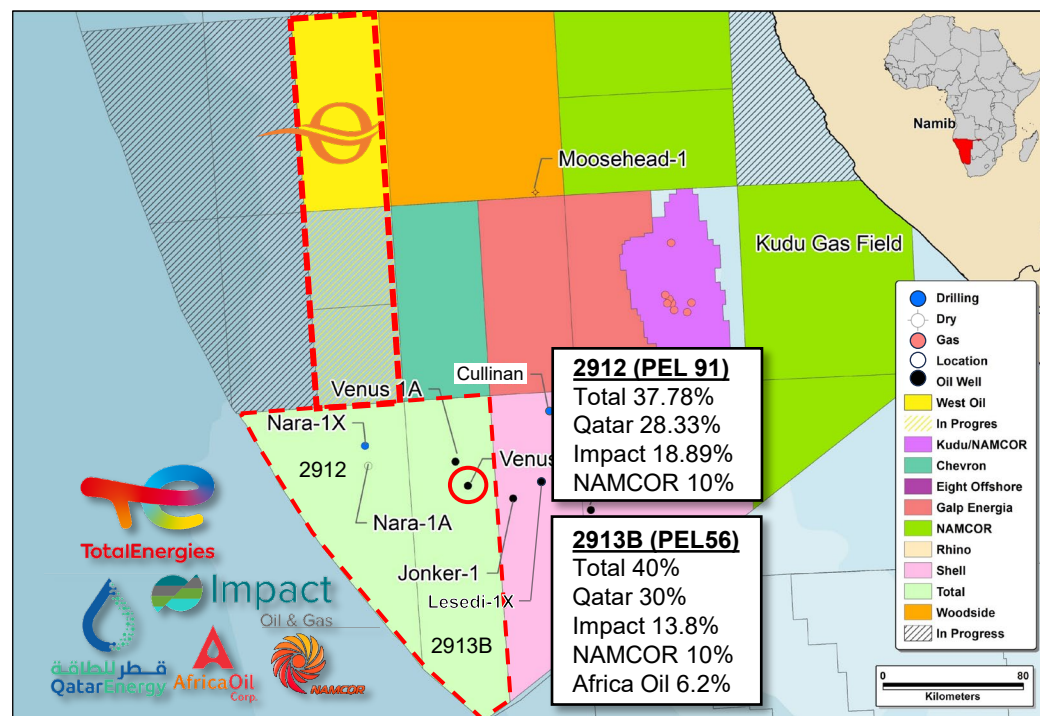 Namib
Moosehead-1
Kudu Gas Field
Drilling
Dry
Gas
Location
Oil Well
West Oil
In Progres
Kudu/NAMCOR
Chevron
Eight Offshore
Galp Energia
NAMCOR
Rhino
Shell
Total
Woodside
In Progress
Venus 1A
Cullinan
Nara-1X
2912
Venus
Nara-1A
Jonker-1
Lesedi-1X
2913B
2912 (PEL 91)
Total 37.78%
Qatar 28.33%
Impact 18.89%
NAMCOR 10%
2913B (PEL56)
Total 40%
Qatar 30%
Impact 13.8%
NAMCOR 10%
Africa Oil 6.2%
TotalEnergies
Impact
Oil & Gas
قطر للطاقة
QatarEnergy
AfricaOil
Corp.
NAMCOR
0 80
Kilometers